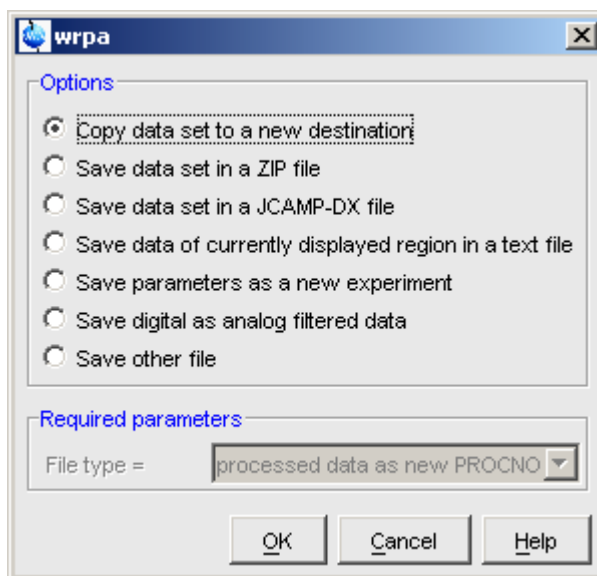 wrpa
Options
Copy data set to a new destination
Save data set in a ZIP file
Save data set in a JCAMP-DX file
Save data of currently displayed region in a text file
Save parameters as a new experiment
Save digital as analog filtered data
Save other file
Required parameters
File type = processed data as new PROCNO
OK Cancel Help